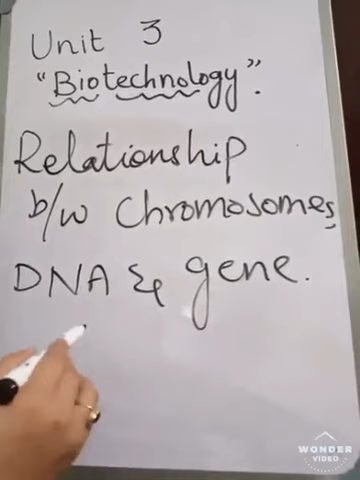 Unit 3
"Biotechnology".
Relationship
b/w Chromosomes,
DNA & gene.
WONDER
VIDEO